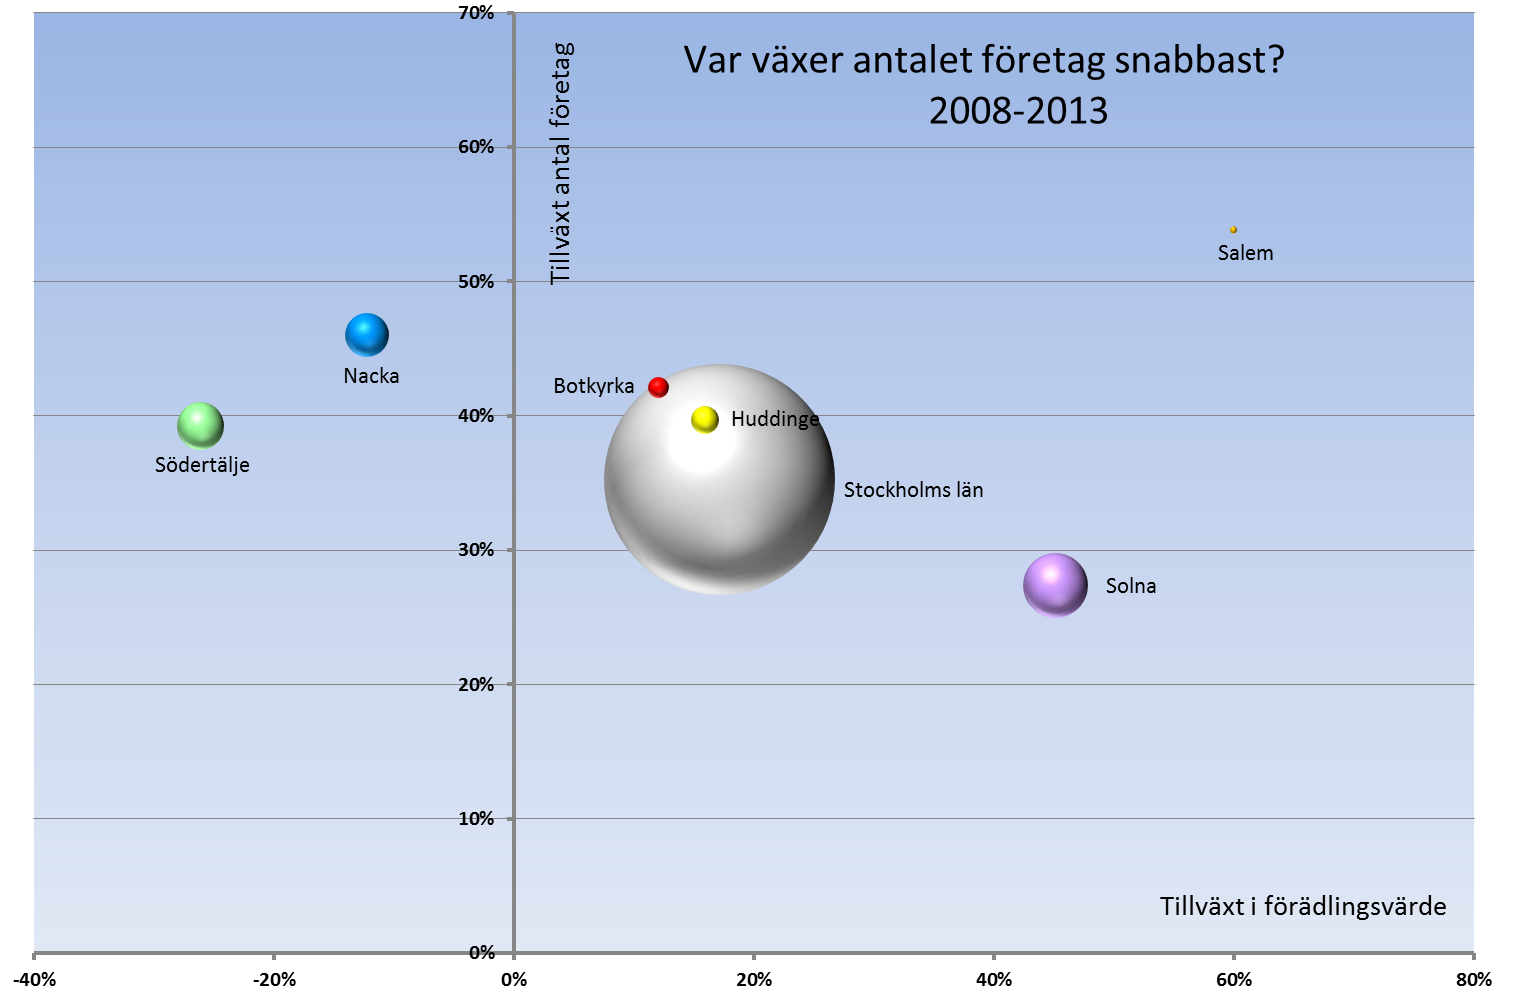 Var växer antalet företag snabbast?
2008-2013
Tillväxt antal företag
70%
60%
50%
40%
30%
20%
10%
0%
Salem
Nacka
Botkyrka
Huddinge
Södertälje
Stockholms län
Solna
Tillväxt i förädlingsvärde
-40%
-20%
0%
20%
40%
60%
80%